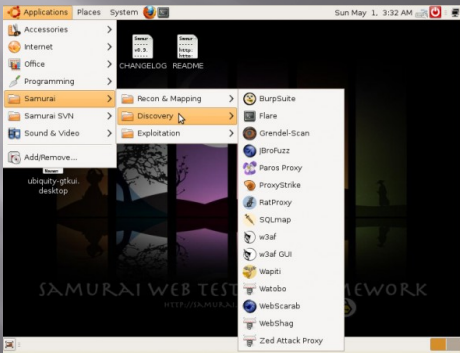 Applications Places System
Sun May 1, 3:32 AM
Accessories
Internet
Office
Programming
Samurai
Samurai SVN
Sound & Video
Add/Remove...
CHANGELOG README
Recon & Mapping
Discovery
Exploitation
BurpSuite
Flare
Grendel-Scan
JBroFuzz
Paros Proxy
ProxyStrike
RatProxy
SQLmap
w3af
w3af GUI
Wapiti
Watobo
WebScarab
WebShag
Zed Attack Proxy
ubiquity-gtkui.
desktop
SAMURAI WEB TEST